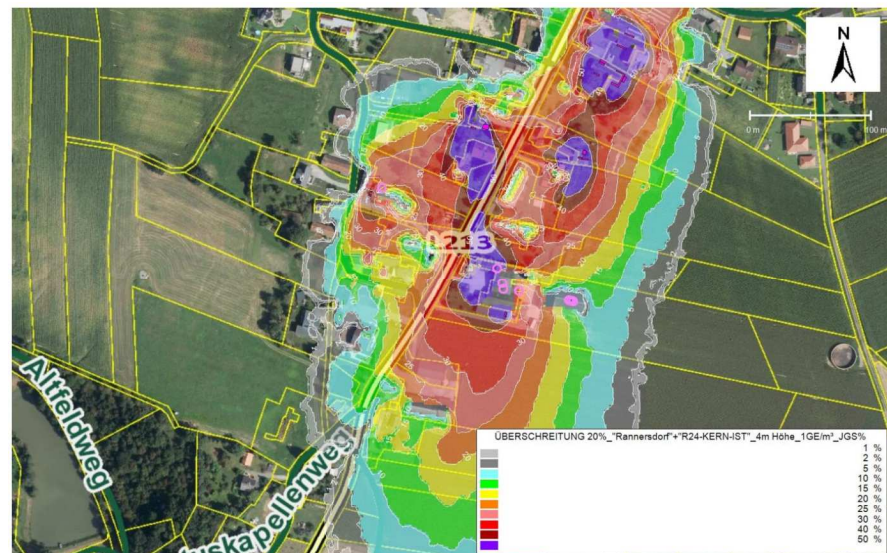 N
0 m 100 m
L213
Altfeldweg
uskapellenweg
ÜBERSCHREITUNG 20%_"Rannersdorf"+"R24-KERN-IST"_4m Höhe_1GE/m³_JGS%
1 %
2 %
5 %
10 %
15 %
20 %
25 %
30 %
40 %
50 %